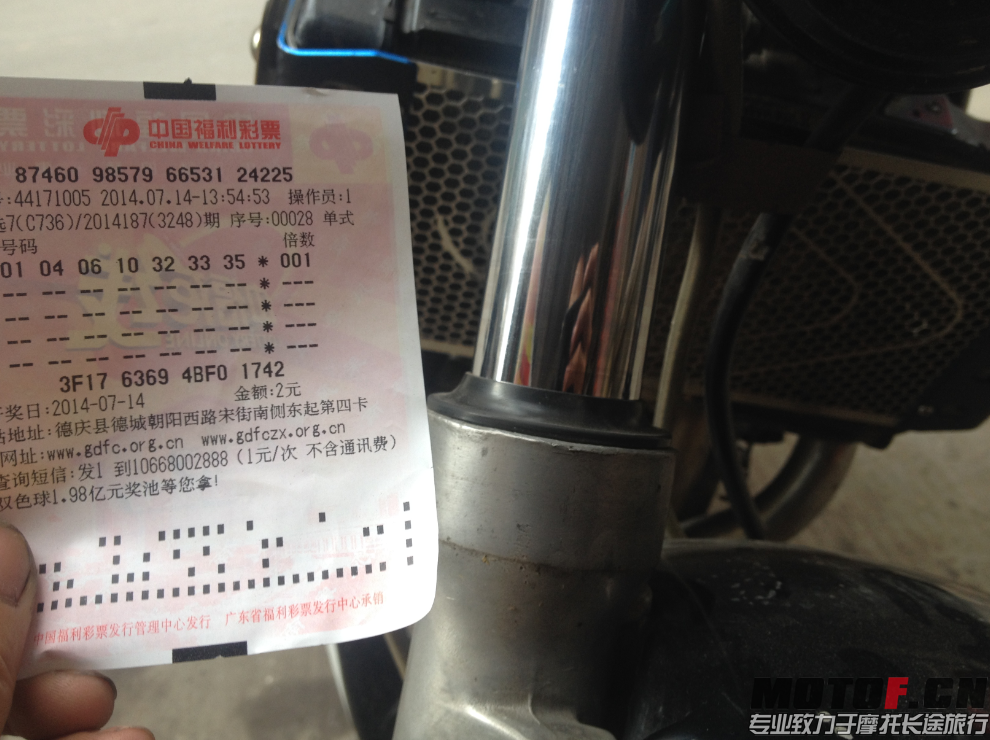 中国福利彩票
CHINA WELFARE LOTTERY
87460 98579 66531 24225
号:44171005 2014.07.14-13:54:53 操作员:1
选7(C736)/2014187(3248)期 序号:00028 单式
号码 倍数
01 04 06 10 32 33 35 * 001
-- -- -- -- -- -- -- * ---
-- -- -- -- -- -- -- * ---
-- -- -- -- -- -- -- * ---
-- -- -- -- -- -- -- * ---
3F17 6369 4BF0 1742
开奖日:2014-07-14 金额:2元
站地址:德庆县德城朝阳西路宋街南侧东起第四卡
网址:www.gdfc.org.cn www.gdfczx.org.cn
查询短信:发1 到10668002888(1元/次 不含通讯费)
双色球1.98亿元奖池等您拿!
中国福利彩票发行管理中心发行 广东省福利彩票发行中心承销
MOTOF.CN
专业致力于摩托长途旅行